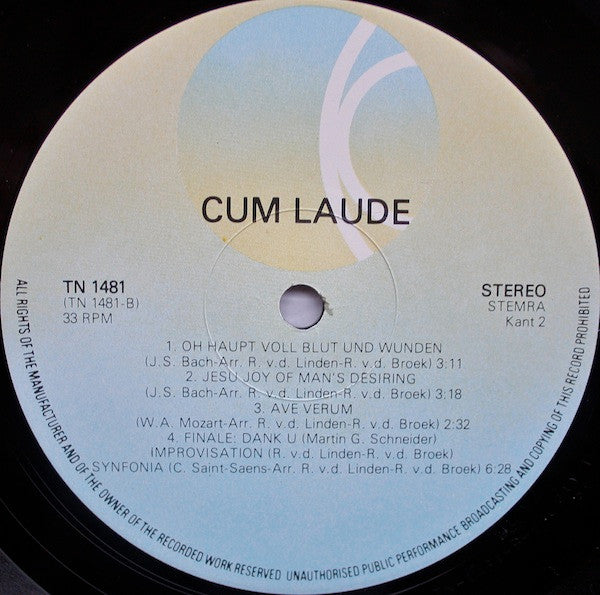 CUM LAUDE
TN 1481
(TN 1481-B)
33 RPM
STEREO
STEMRA
Kant 2
1. OH HAUPT VOLL BLUT UND WUNDEN
(J.S. Bach-Arr. R. v.d. Linden-R. v.d. Broek) 3:11
2. JESU JOY OF MAN'S DESIRING
(J.S. Bach-Arr. R. v.d. Linden-R. v.d. Broek) 3:18
3. AVE VERUM
(W.A. Mozart-Arr. R. v.d. Linden-R. v.d. Broek) 2:32
4. FINALE: DANK U (Martin G. Schneider)
IMPROVISATION (R. v.d. Linden-R. v.d. Broek)
SYNFONIA (C. Saint-Saens-Arr. R. v.d. Linden-R. v.d. Broek) 6:28
ALL RIGHTS OF THE MANUFACTURER AND OF THE OWNER OF THE RECORDED WORK RESERVED UNAUTHORISED PUBLIC PERFORMANCE BROADCASTING AND COPYING OF THIS RECORD PROHIBITED